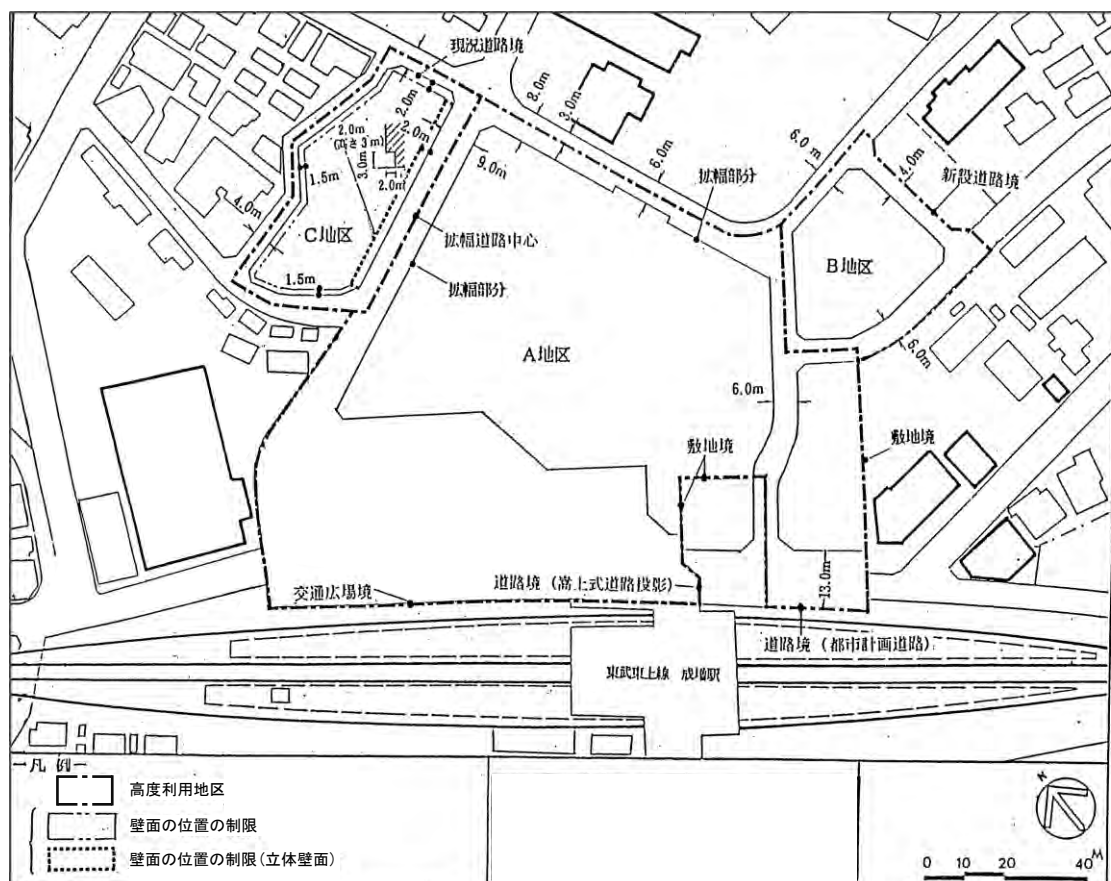 現況道路境
8.0m
3.0m
2.0m
2.0m
(高さ3m)
2.0m
3.0m
2.0m
1.5m
4.0m
C地区
1.5m
9.0m
6.0m
拡幅部分
6.0m
4.0m
新設道路境
拡幅道路中心
拡幅部分
B地区
6.0m
A地区
6.0m
敷地境
敷地境
交通広場境
道路境(嵩上式道路投影)
13.0m
道路境(都市計画道路)
東武東上線 成増駅
凡例
高度利用地区
壁面の位置の制限
壁面の位置の制限(立体壁面)
N
0 10 20 40M